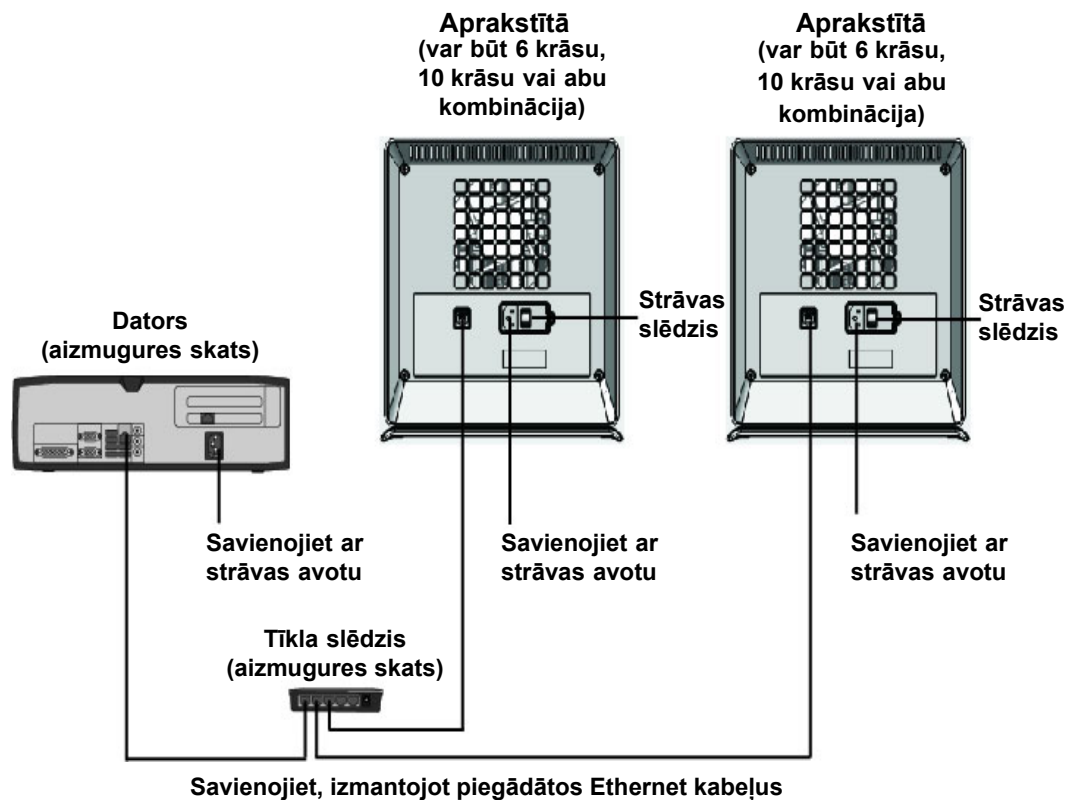 Aprakstītā
(var būt 6 krāsu,
10 krāsu vai abu
kombinācija)
Aprakstītā
(var būt 6 krāsu,
10 krāsu vai abu
kombinācija)
Strāvas
slēdzis
Strāvas
slēdzis
Dators
(aizmugures skats)
Savienojiet ar
strāvas avotu
Savienojiet ar
strāvas avotu
Savienojiet ar
strāvas avotu
Tīkla slēdzis
(aizmugures skats)
Savienojiet, izmantojot piegādātos Ethernet kabeļus